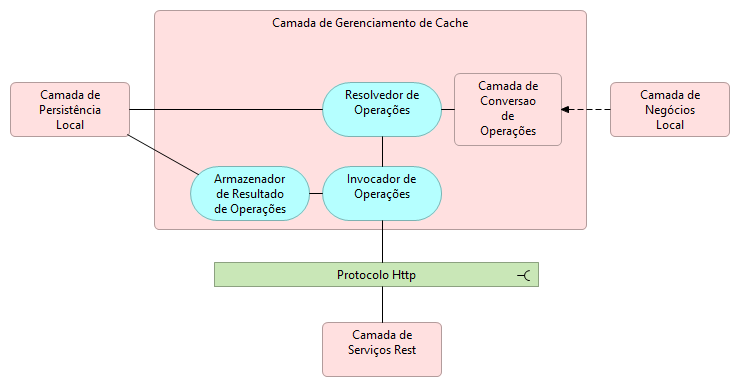 Camada de Gerenciamento de Cache
Camada de
Persistência
Local
Resolvedor de
Operações
Camada de
Conversao
de
Operações
Camada de
Negócios
Local
Armazenador
de Resultado
de Operações
Invocador de
Operações
Protocolo Http
Camada de
Serviços Rest